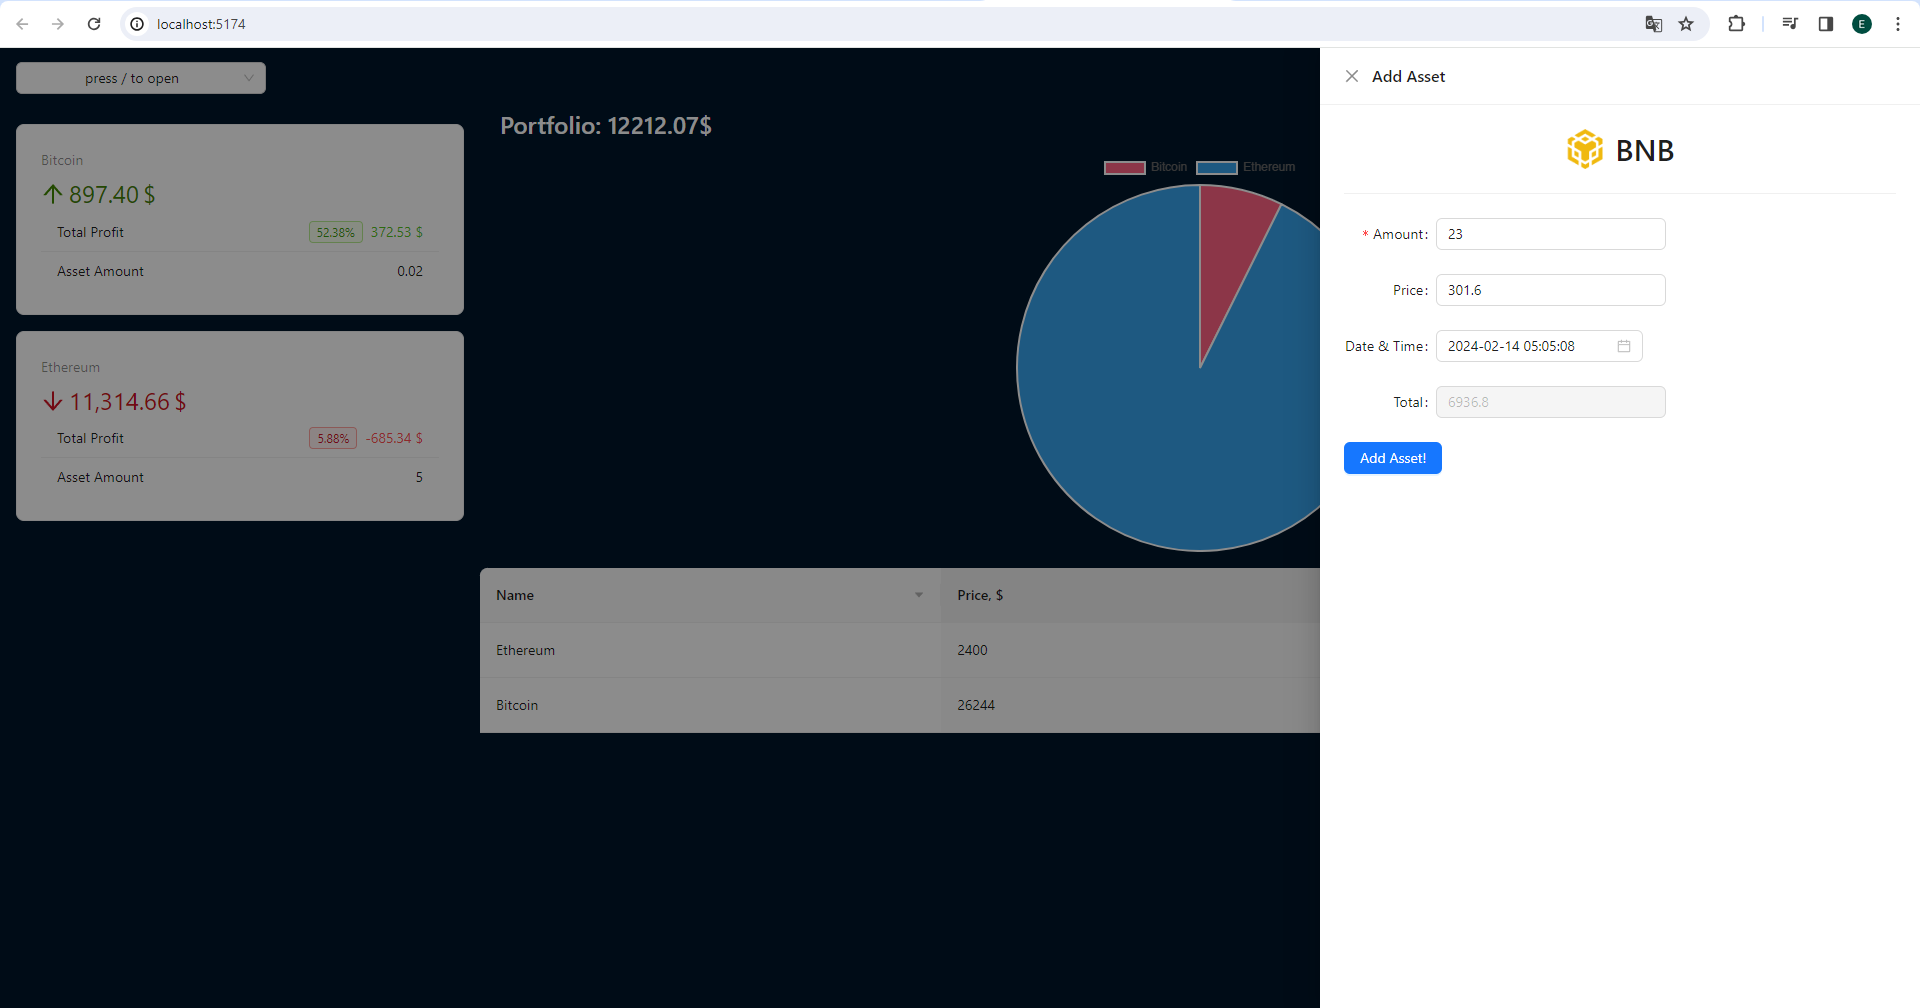 localhost:5174
E
press / to open
Bitcoin
897.40 $
Total Profit 52.38% 372.53 $
Asset Amount 0.02
Ethereum
11,314.66 $
Total Profit 5.88% -685.34 $
Asset Amount 5
Portfolio: 12212.07$
Bitcoin Ethereum
Name Price, $
Ethereum 2400
Bitcoin 26244
Add Asset
BNB
* Amount: 23
Price: 301.6
Date & Time: 2024-02-14 05:05:08
Total: 6936.8
Add Asset!